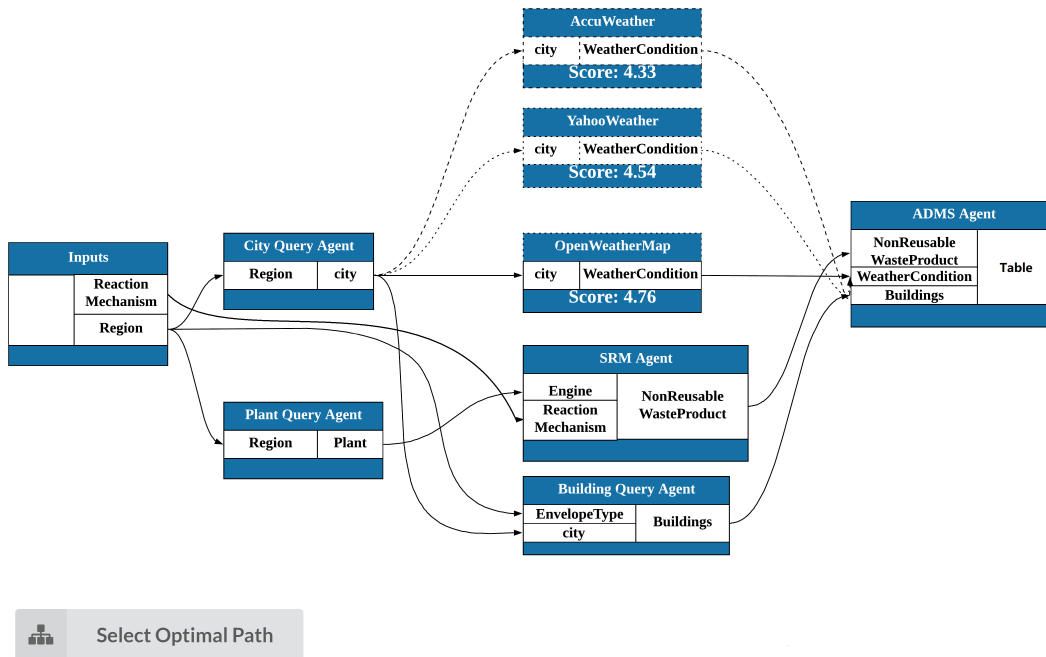 AccuWeather
city WeatherCondition
Score: 4.33
YahooWeather
city WeatherCondition
Score: 4.54
ADMS Agent
NonReusable
WasteProduct
WeatherCondition
Buildings
Table
Inputs
Reaction
Mechanism
Region
City Query Agent
Region city
OpenWeatherMap
city WeatherCondition
Score: 4.76
SRM Agent
Engine
Reaction
Mechanism
NonReusable
WasteProduct
Plant Query Agent
Region Plant
Building Query Agent
EnvelopeType
city
Buildings
Select Optimal Path